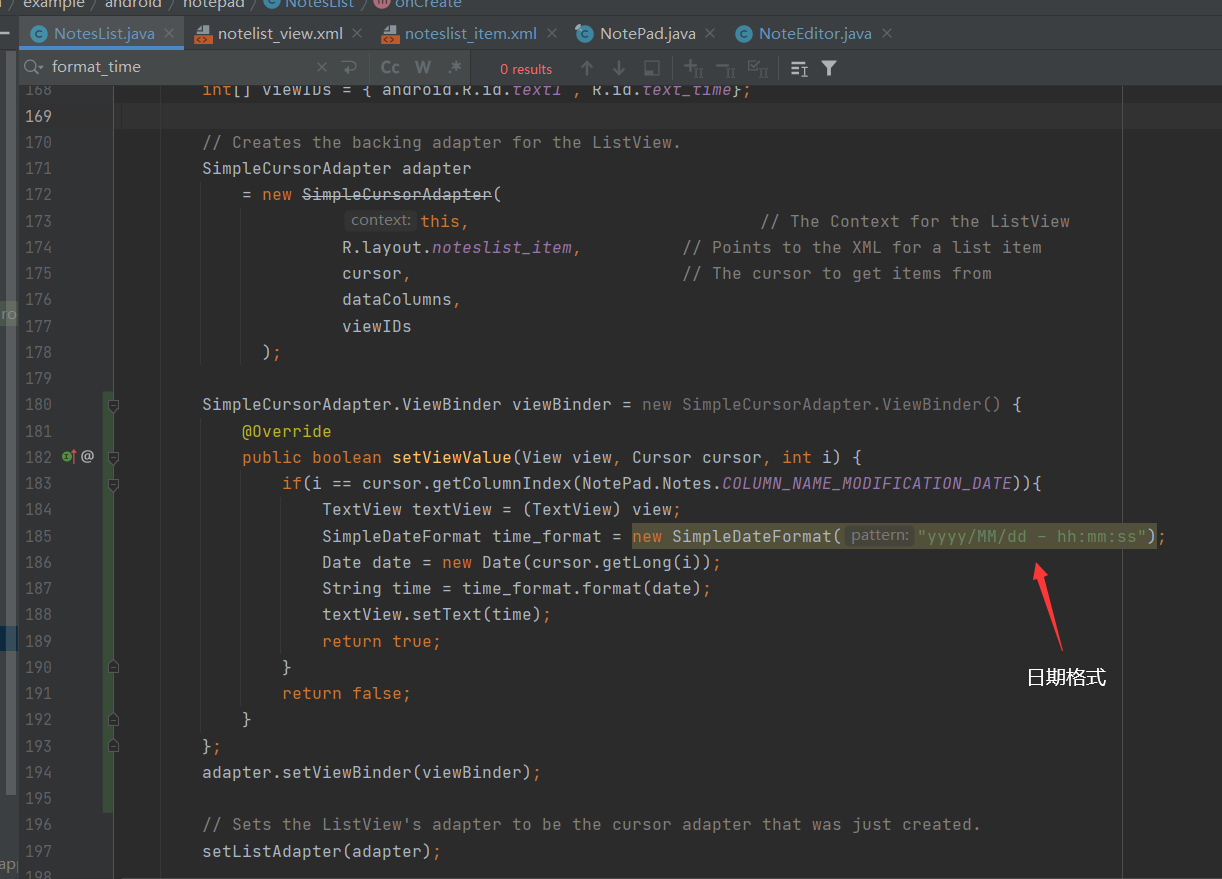 example / android / notepad / NotesList / onCreate
NotesList.java × notelist_view.xml × noteslist_item.xml × NotePad.java × NoteEditor.java ×
format_time × Cc W .* 0 results
168 int[] viewIDs = { android.R.id.text1 , R.id.text_time};
169
170 // Creates the backing adapter for the ListView.
171 SimpleCursorAdapter adapter
172 = new SimpleCursorAdapter(
173 context: this, // The Context for the ListView
174 R.layout.noteslist_item, // Points to the XML for a list item
175 cursor, // The cursor to get items from
176 dataColumns,
177 viewIDs
178 );
179
180 SimpleCursorAdapter.ViewBinder viewBinder = new SimpleCursorAdapter.ViewBinder() {
181 @Override
182 @ public boolean setViewValue(View view, Cursor cursor, int i) {
183 if(i == cursor.getColumnIndex(NotePad.Notes.COLUMN_NAME_MODIFICATION_DATE)){
184 TextView textView = (TextView) view;
185 SimpleDateFormat time_format = new SimpleDateFormat( pattern: "yyyy/MM/dd - hh:mm:ss");
186 Date date = new Date(cursor.getLong(i));
187 String time = time_format.format(date);
188 textView.setText(time);
189 return true;
190 }
日期格式
191 return false;
192 }
193 };
194 adapter.setViewBinder(viewBinder);
195
196 // Sets the ListView's adapter to be the cursor adapter that was just created.
197 setListAdapter(adapter);
198
ro
app